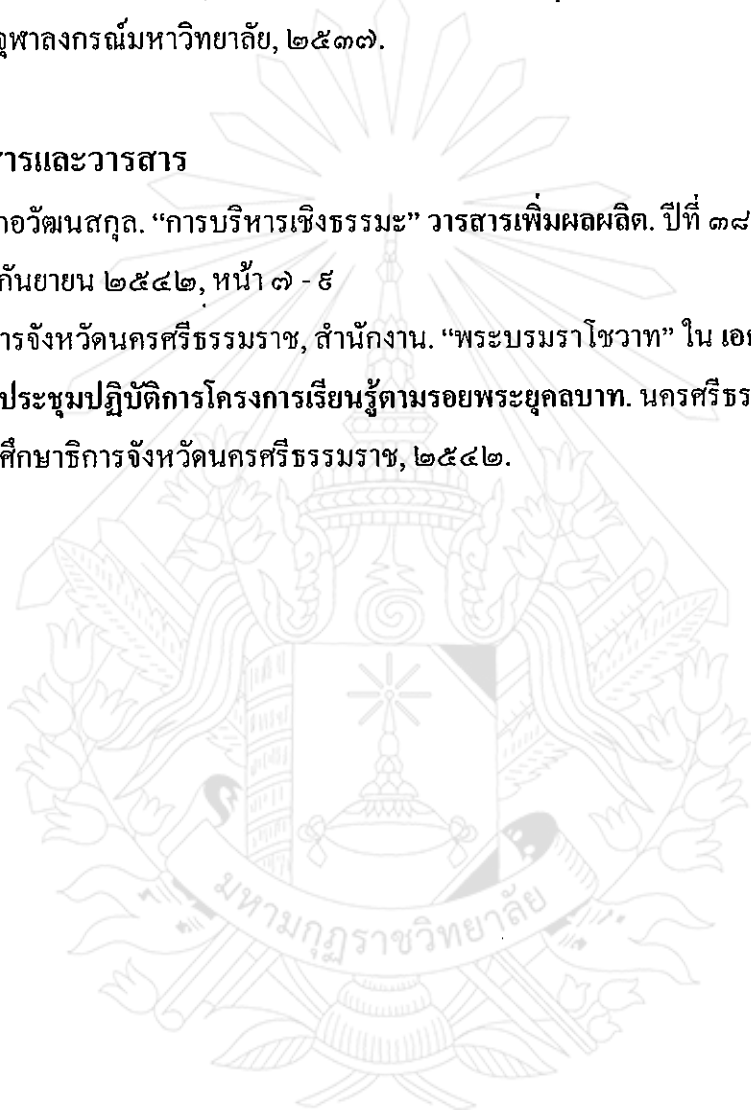 จุฬาลงกรณ์มหาวิทยาลัย, ๒๕๓๗.
สารและวารสาร
กอวัฒนสกุล. “การบริหารเชิงธรรมะ” วารสารเพิ่มผลผลิต. ปีที่ ๓๘
กันยายน ๒๕๔๒, หน้า ๗ - ๙
การจังหวัดนครศรีธรรมราช, สำนักงาน. “พระบรมราโชวาท” ใน เอก
ประชุมปฏิบัติการโครงการเรียนรู้ตามรอยพระยุคลบาท. นครศรีธร
ศึกษาธิการจังหวัดนครศรีธรรมราช, ๒๕๔๒.
มหามกุฏราชวิทยาลัย